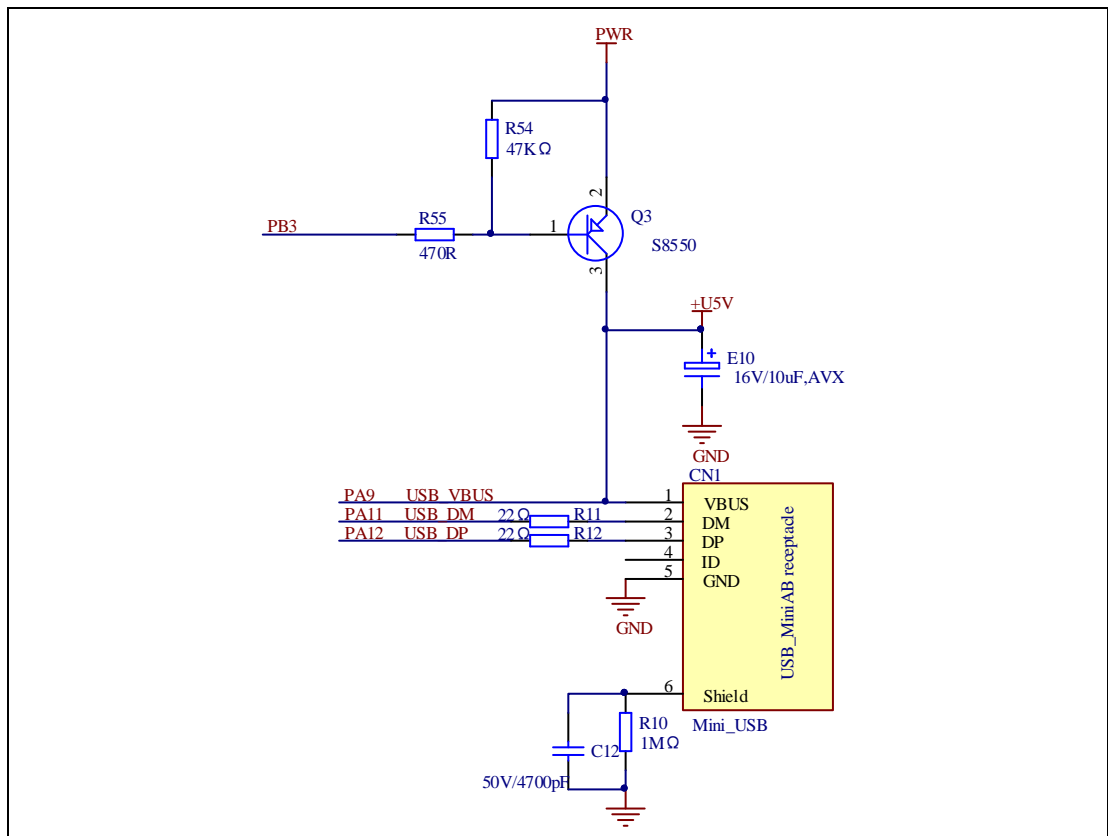 PWR
R54
47KΩ
2
PB3
R55
1
Q3
470R
S8550
3
+U5V
+
E10
16V/10uF,AVX
GND
CN1
PA9 USB_VBUS 1 VBUS
PA11 USB_DM 22Ω R11 2 DM
PA12 USB_DP 22Ω R12 3 DP
4 ID
5 GND
GND
USB_MiniAB receptacle
6 Shield
R10
Mini_USB
1MΩ
C12
50V/4700pF